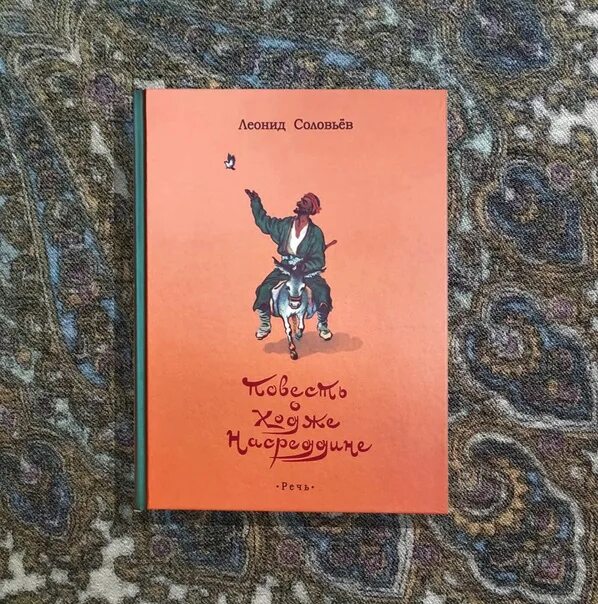 Леонид Соловьёв
Повесть
о
Ходже
Насреддине
•Речь•